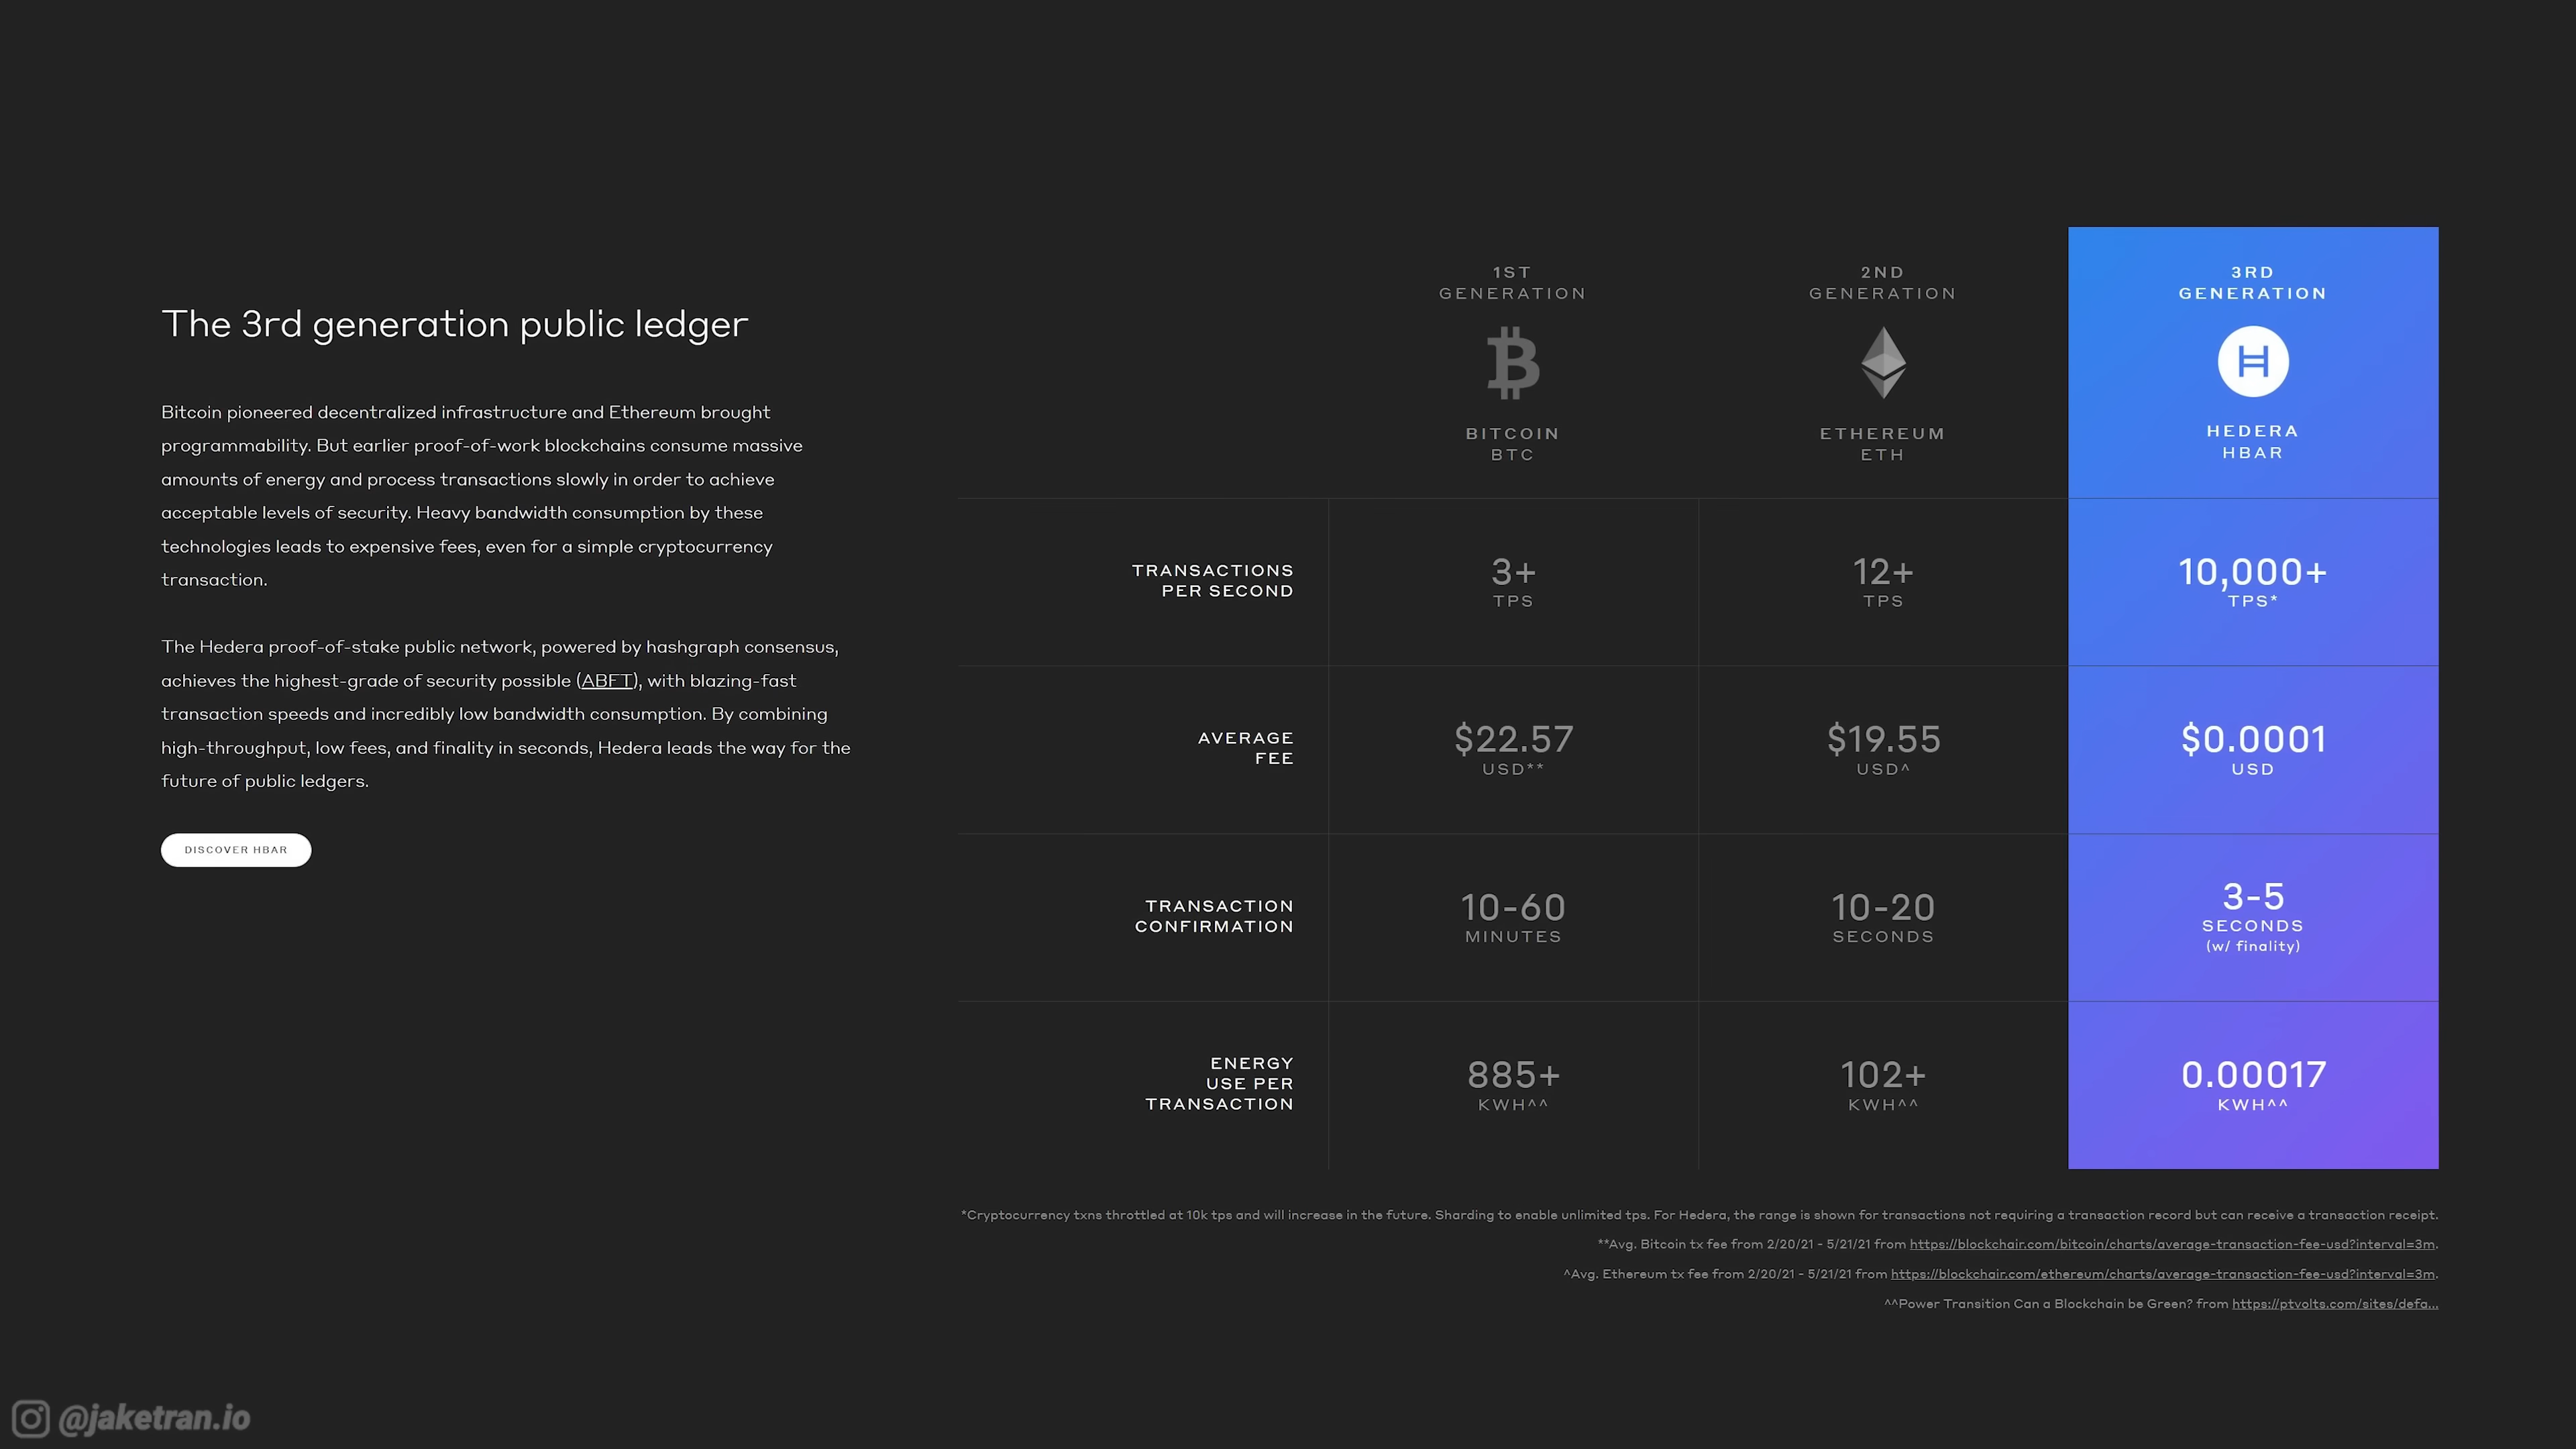 The 3rd generation public ledger
Bitcoin pioneered decentralized infrastructure and Ethereum brought
programmability. But earlier proof-of-work blockchains consume massive
amounts of energy and process transactions slowly in order to achieve
acceptable levels of security. Heavy bandwidth consumption by these
technologies leads to expensive fees, even for a simple cryptocurrency
transaction.
The Hedera proof-of-stake public network, powered by hashgraph consensus,
achieves the highest-grade of security possible (ABFT), with blazing-fast
transaction speeds and incredibly low bandwidth consumption. By combining
high-throughput, low fees, and finality in seconds, Hedera leads the way for the
future of public ledgers.
DISCOVER HBAR
1ST
GENERATION
BITCOIN
BTC
2ND
GENERATION
ETHEREUM
ETH
3RD
GENERATION
HEDERA
HBAR
TRANSACTIONS
PER SECOND
3+
TPS
12+
TPS
10,000+
TPS*
AVERAGE
FEE
$22.57
USD**
$19.55
USD^
$0.0001
USD
TRANSACTION
CONFIRMATION
10-60
MINUTES
10-20
SECONDS
3-5
SECONDS
(w/ finality)
ENERGY
USE PER
TRANSACTION
885+
KWH^^
102+
KWH^^
0.00017
KWH^^
*Cryptocurrency txns throttled at 10k tps and will increase in the future. Sharding to enable unlimited tps. For Hedera, the range is shown for transactions not requiring a transaction record but can receive a transaction receipt.
**Avg. Bitcoin tx fee from 2/20/21 - 5/21/21 from https://blockchair.com/bitcoin/charts/average-transaction-fee-usd?interval=3m.
^Avg. Ethereum tx fee from 2/20/21 - 5/21/21 from https://blockchair.com/ethereum/charts/average-transaction-fee-usd?interval=3m.
^^Power Transition Can a Blockchain be Green? from https://ptvolts.com/sites/defa...
@jaketran.io